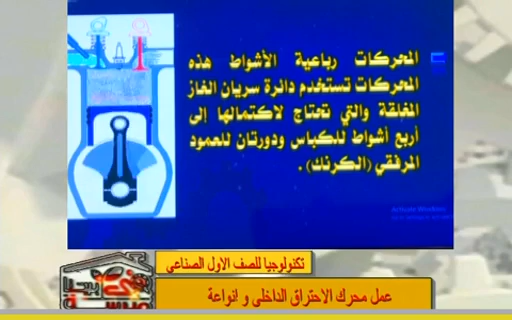 المحركات رباعية الأشواط هذه
المحركات تستخدم دائرة سريان الغاز
المغلقة والتي تحتاج لاكتمالها إلى
أربع أشواط للكباس ودورتان للعمود
المرفقي (الكرنك) .
تكنولوجيا للصف الاول الصناعي
عمل محرك الاحتراق الداخلى و انواعة